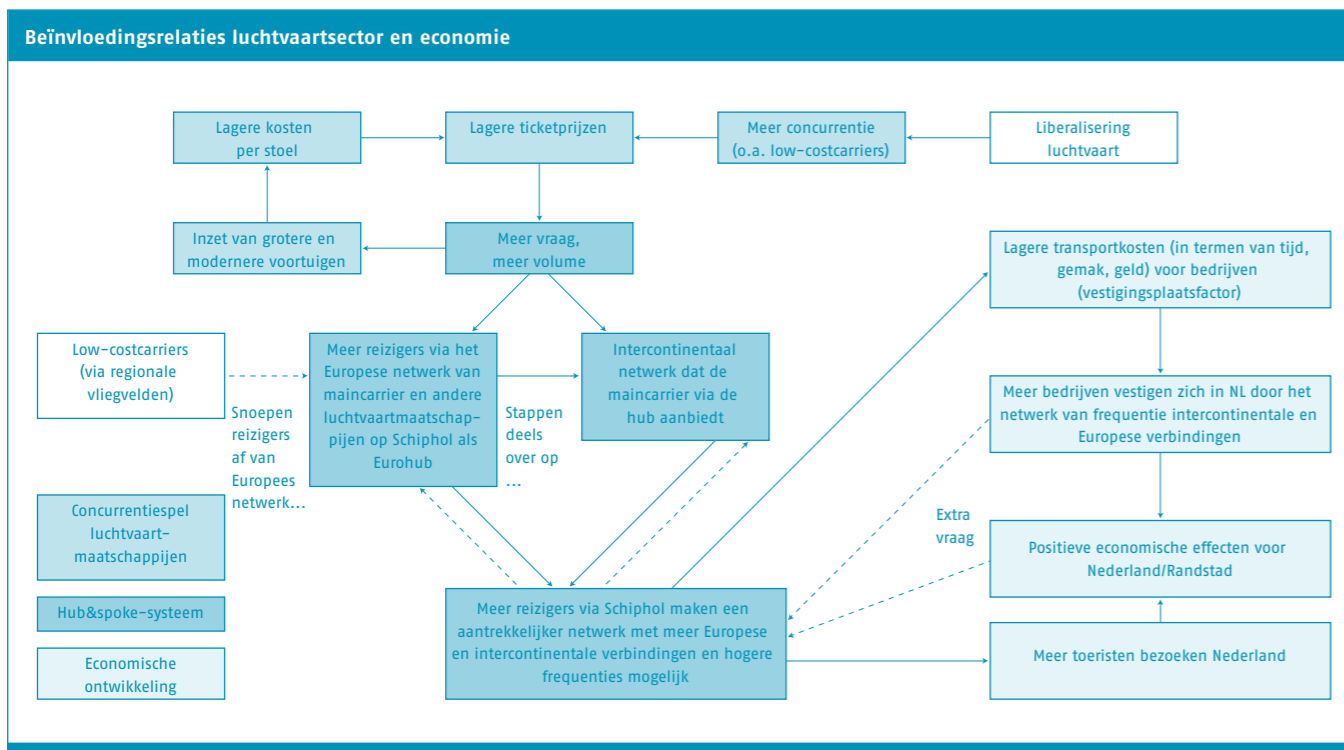 Beïnvloedingsrelaties luchtvaartsector en economie
Lagere kosten
per stoel
Lagere ticketprijzen
Meer concurrentie
(o.a. low-costcarriers)
Liberalisering
luchtvaart
Inzet van grotere en
modernere voortuigen
Meer vraag,
meer volume
Lagere transportkosten (in termen van tijd,
gemak, geld) voor bedrijven
(vestigingsplaatsfactor)
Low-costcarriers
(via regionale
vliegvelden)
Snoepen
reizigers
af van
Europees
netwerk...
Meer reizigers via het
Europese netwerk van
maincarrier en andere
luchtvaartmaatschap-
pijen op Schiphol als
Eurohub
Stappen
deels
over op
...
Intercontinentaal
netwerk dat de
maincarrier via de
hub aanbiedt
Meer bedrijven vestigen zich in NL door het
netwerk van frequentie intercontinentale en
Europese verbindingen
Concurrentiespel
luchtvaart-
maatschappijen
Extra
vraag
Positieve economische effecten voor
Nederland/Randstad
Hub&spoke-systeem
Meer reizigers via Schiphol maken een
aantrekkelijker netwerk met meer Europese
en intercontinentale verbindingen en hogere
frequenties mogelijk
Meer toeristen bezoeken Nederland
Economische
ontwikkeling